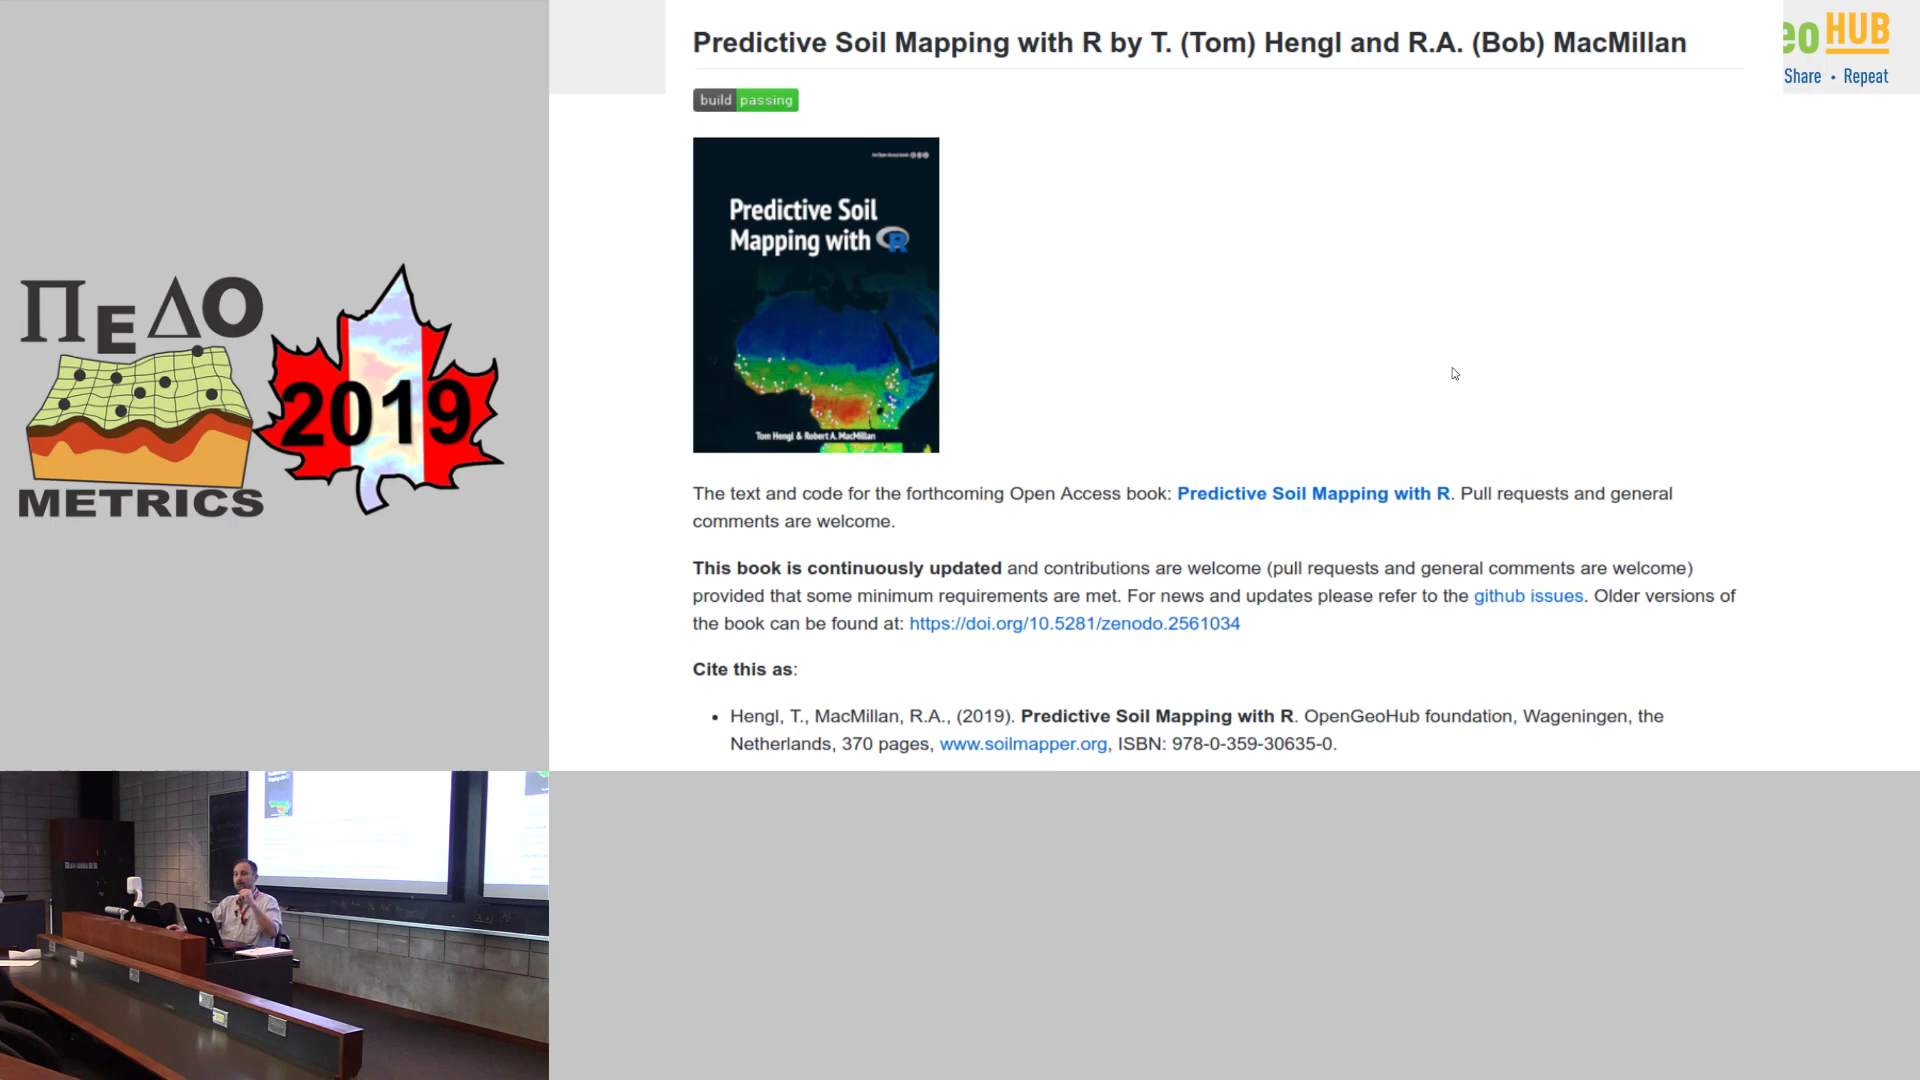 Predictive Soil Mapping with R by T. (Tom) Hengl and R.A. (Bob) MacMillan
eo HUB
Share • Repeat
build passing
Predictive Soil
Mapping with R
Tom Hengl & Robert A. MacMillan
ΠΕΔΟ
METRICS
2019
The text and code for the forthcoming Open Access book: Predictive Soil Mapping with R. Pull requests and general
comments are welcome.
This book is continuously updated and contributions are welcome (pull requests and general comments are welcome)
provided that some minimum requirements are met. For news and updates please refer to the github issues. Older versions of
the book can be found at: https://doi.org/10.5281/zenodo.2561034
Cite this as:
• Hengl, T., MacMillan, R.A., (2019). Predictive Soil Mapping with R. OpenGeoHub foundation, Wageningen, the
Netherlands, 370 pages, www.soilmapper.org, ISBN: 978-0-359-30635-0.